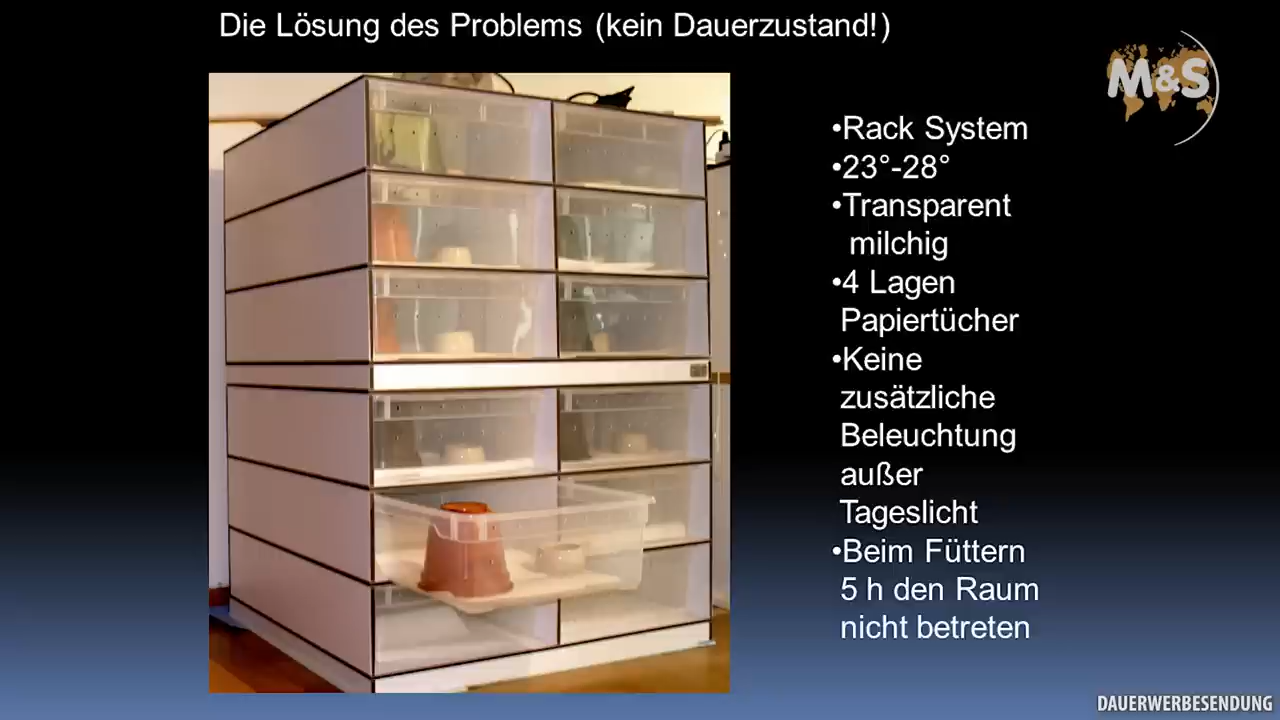 Die Lösung des Problems (kein Dauerzustand!)
M&S
•Rack System
•23°-28°
•Transparent
milchig
•4 Lagen
Papiertücher
•Keine
zusätzliche
Beleuchtung
außer
Tageslicht
•Beim Füttern
5 h den Raum
nicht betreten
DAUERWERBESENDUNG